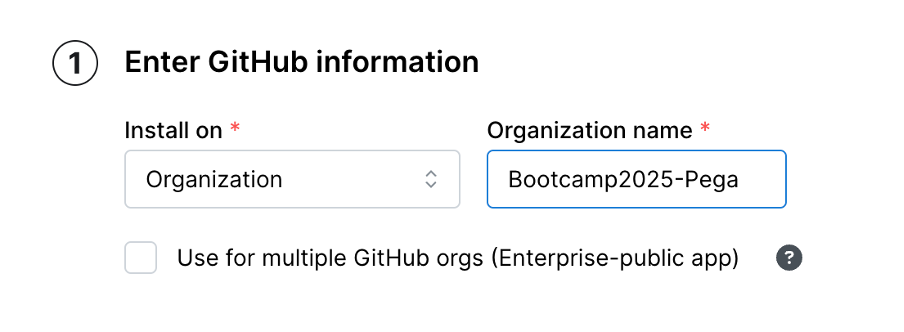 1 Enter GitHub information
Install on * Organization name *
Organization Bootcamp2025-Pega
Use for multiple GitHub orgs (Enterprise-public app) ?